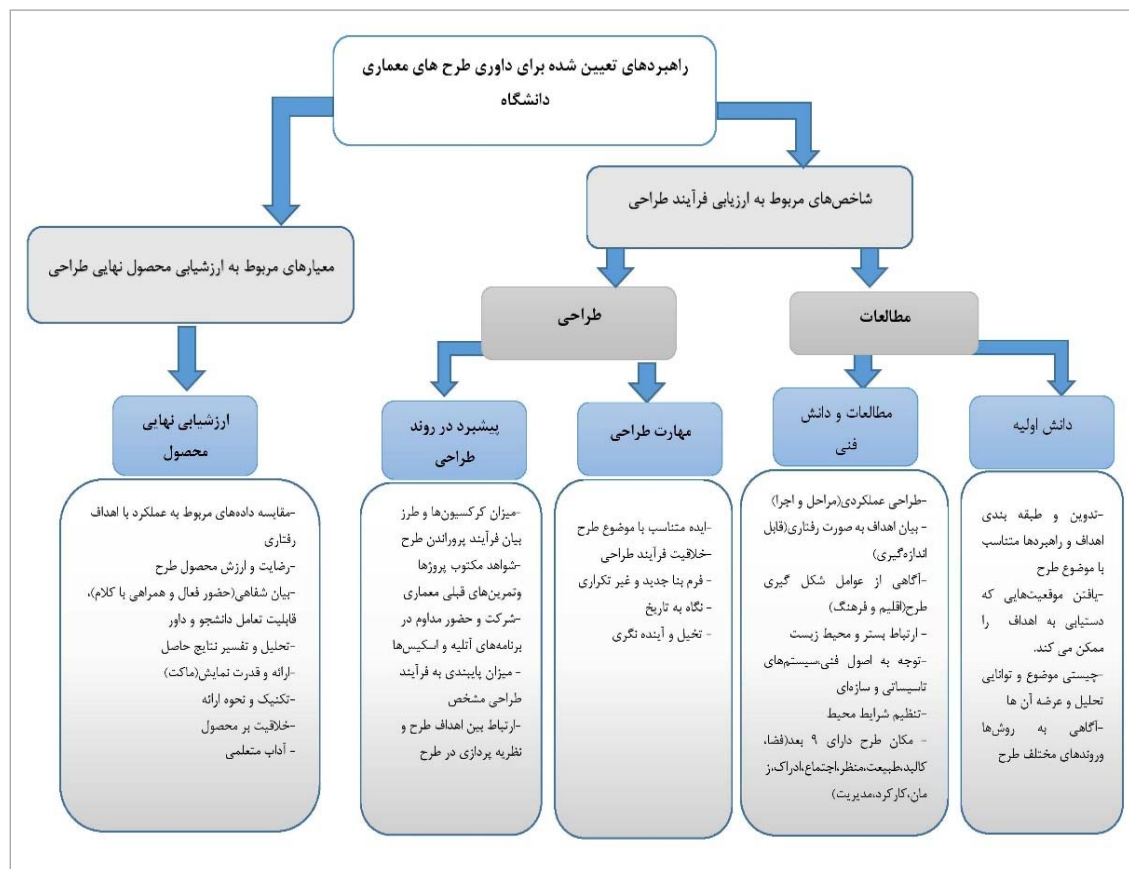 راهبردهای تعیین شده برای داوری طرح های معماری
دانشگاه
شاخص‌های مربوط به ارزیابی فرآیند طراحی
معیارهای مربوط به ارزشیابی محصول نهایی طراحی
مطالعات
طراحی
دانش اولیه
مطالعات و دانش
فنی
مهارت طراحی
پیشبرد در روند
طراحی
ارزشیابی نهایی
محصول
-تدوین و طبقه بندی
اهداف و راهبردها متناسب
با موضوع طرح
-یافتن موقعیت‌هایی که
دستیابی به اهداف را
ممکن می کند.
-چیستی موضوع و توانایی
تحلیل و عرضه آن ها
-آگاهی به روش‌ها
وروندهای مختلف طرح
-طراحی عملکردی(مراحل و اجرا)
- بیان اهداف به صورت رفتاری(قابل
اندازه‌گیری)
-آگاهی از عوامل شکل گیری
طرح(اقلیم و فرهنگ)
- ارتباط بستر و محیط زیست
-توجه به اصول فنی،سیستم‌های
تاسیساتی و سازه‌ای
-تنظیم شرایط محیط
- مکان طرح دارای ۹ بعد(فضا،
کالبد،طبیعت،منظر،اجتماع،ادراک،ز
مان،کارکرد،مدیریت)
-ایده متناسب با موضوع طرح
-خلاقیت فرآیند طراحی
- فرم بنا جدید و غیر تکراری
- نگاه به تاریخ
- تخیل و آینده نگری
-میزان کرکسیون‌ها و طرز
بیان فرآیند پروراندن طرح
-شواهد مکتوب پروژها
وتمرین‌های قبلی معماری
-شرکت و حضور مداوم در
برنامه‌های آتلیه و اسکیس‌ها
- میزان پایبندی به فرآیند
طراحی مشخص
-ارتباط بین اهداف طرح و
نظریه پردازی در طرح
-مقایسه داده‌های مربوط به عملکرد با اهداف
رفتاری
-رضایت و ارزش محصول طرح
-بیان شفاهی(حضور فعال و همراهی با کلام)،
قابلیت تعامل دانشجو و داور
-تحلیل و تفسیر نتایج حاصل
-ارائه و قدرت نمایش(ماکت)
-تکنیک و نحوه ارائه
-خلاقیت بر محصول
- آداب متعلمی